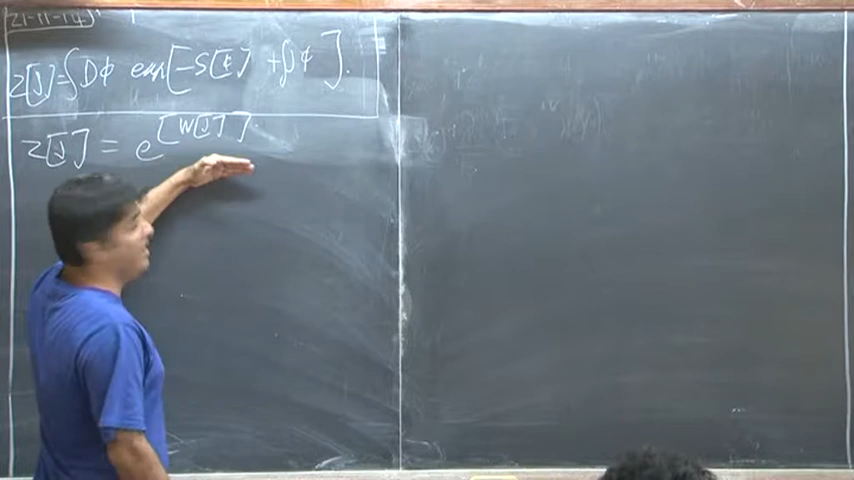 21-11-14
Z[J]=∫Dϕ exp[-S[ϕ] +∫Jϕ].
Z[J] = e^[W[J]].